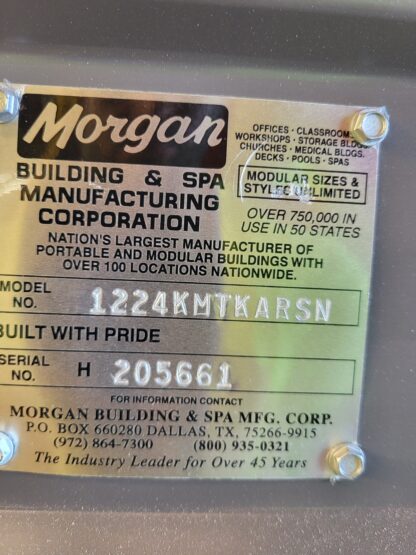 Morgan
OFFICES · CLASSROOMS
WORKSHOPS · STORAGE BLDGS.
CHURCHES · MEDICAL BLDGS.
DECKS · POOLS · SPAS
BUILDING & SPA
MANUFACTURING
CORPORATION
MODULAR SIZES &
STYLES UNLIMITED
OVER 750,000 IN
USE IN 50 STATES
NATION'S LARGEST MANUFACTURER OF
PORTABLE AND MODULAR BUILDINGS WITH
OVER 100 LOCATIONS NATIONWIDE.
MODEL NO. 1224KMTKARSN
BUILT WITH PRIDE
SERIAL NO. H 205661
FOR INFORMATION CONTACT
MORGAN BUILDING & SPA MFG. CORP.
P.O. BOX 660280 DALLAS, TX, 75266-9915
(972) 864-7300 (800) 935-0321
The Industry Leader for Over 45 Years